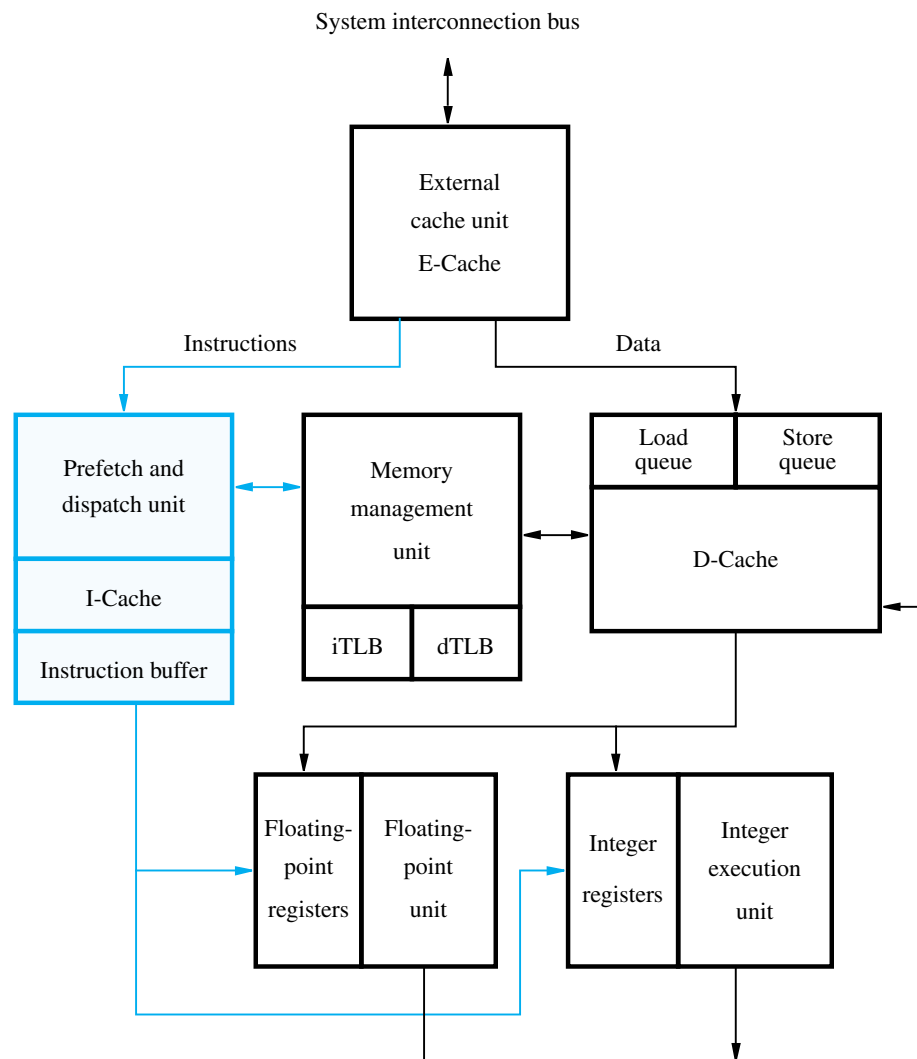 System interconnection bus
External
cache unit
E-Cache
Instructions
Data
Prefetch and
dispatch unit
I-Cache
Instruction buffer
Memory
management
unit
iTLB
dTLB
Load
queue
Store
queue
D-Cache
Floating-
point
registers
Floating-
point
unit
Integer
registers
Integer
execution
unit